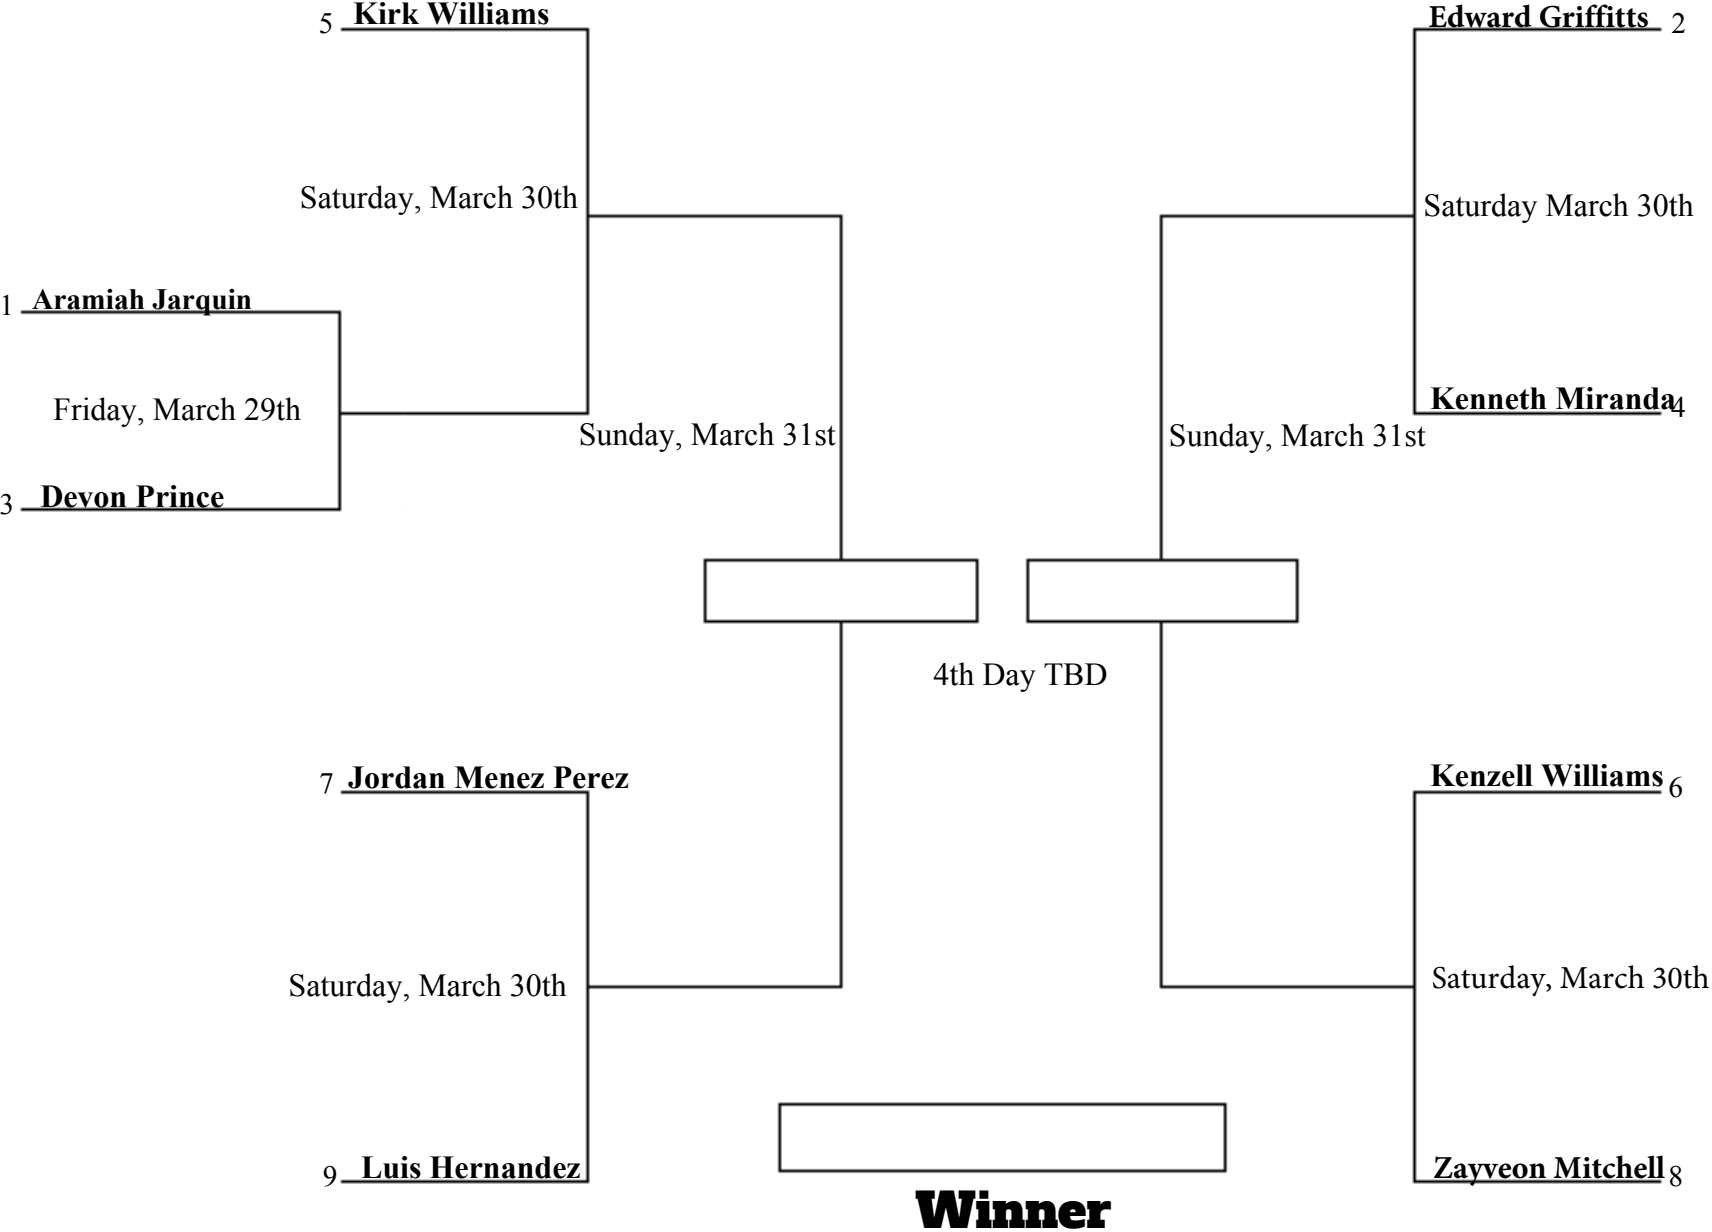 5 Kirk Williams
Edward Griffitts 2
Saturday, March 30th
Saturday March 30th
1 Aramiah Jarquin
Friday, March 29th
Kenneth Miranda 4
Sunday, March 31st
Sunday, March 31st
3 Devon Prince
4th Day TBD
7 Jordan Menez Perez
Kenzell Williams 6
Saturday, March 30th
Saturday, March 30th
9 Luis Hernandez
Zayveon Mitchell 8
Winner